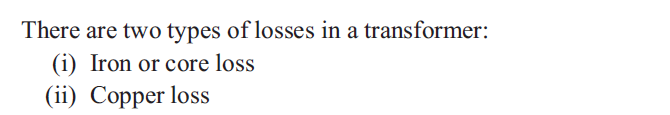 There are two types of losses in a transformer:
(i) Iron or core loss
(ii) Copper loss